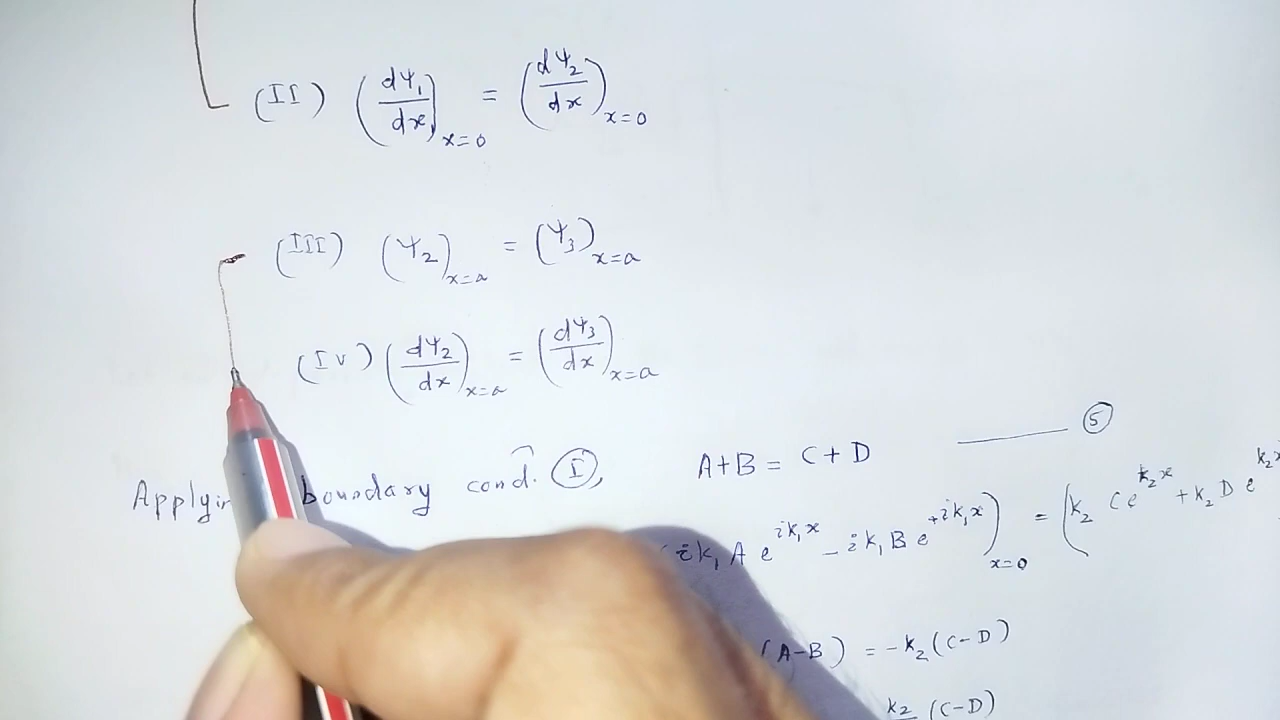 (II) (dΨ₁/dx)ₓ₌₀ = (dΨ₂/dx)ₓ₌₀
(III) (Ψ₂)ₓ₌ₐ = (Ψ₃)ₓ₌ₐ
(IV) (dΨ₂/dx)ₓ₌ₐ = (dΨ₃/dx)ₓ₌ₐ
boundary cond. (I), A+B = C+D —— (5)
ik₁ A e^{ik₁x} - ik₁ B e^{+ik₁x})ₓ₌₀ = (k₂ C e^{k₂x} + k₂ D e^{k₂x
(A-B) = -k₂(C-D)
k₂ (C-D)